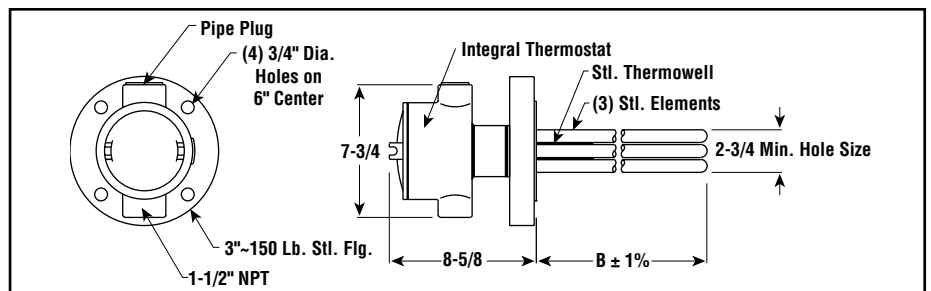 Pipe Plug
(4) 3/4" Dia.
Holes on
6" Center
3"~150 Lb. Stl. Flg.
1-1/2" NPT
Integral Thermostat
Stl. Thermowell
(3) Stl. Elements
7-3/4
2-3/4 Min. Hole Size
8-5/8
B ± 1%